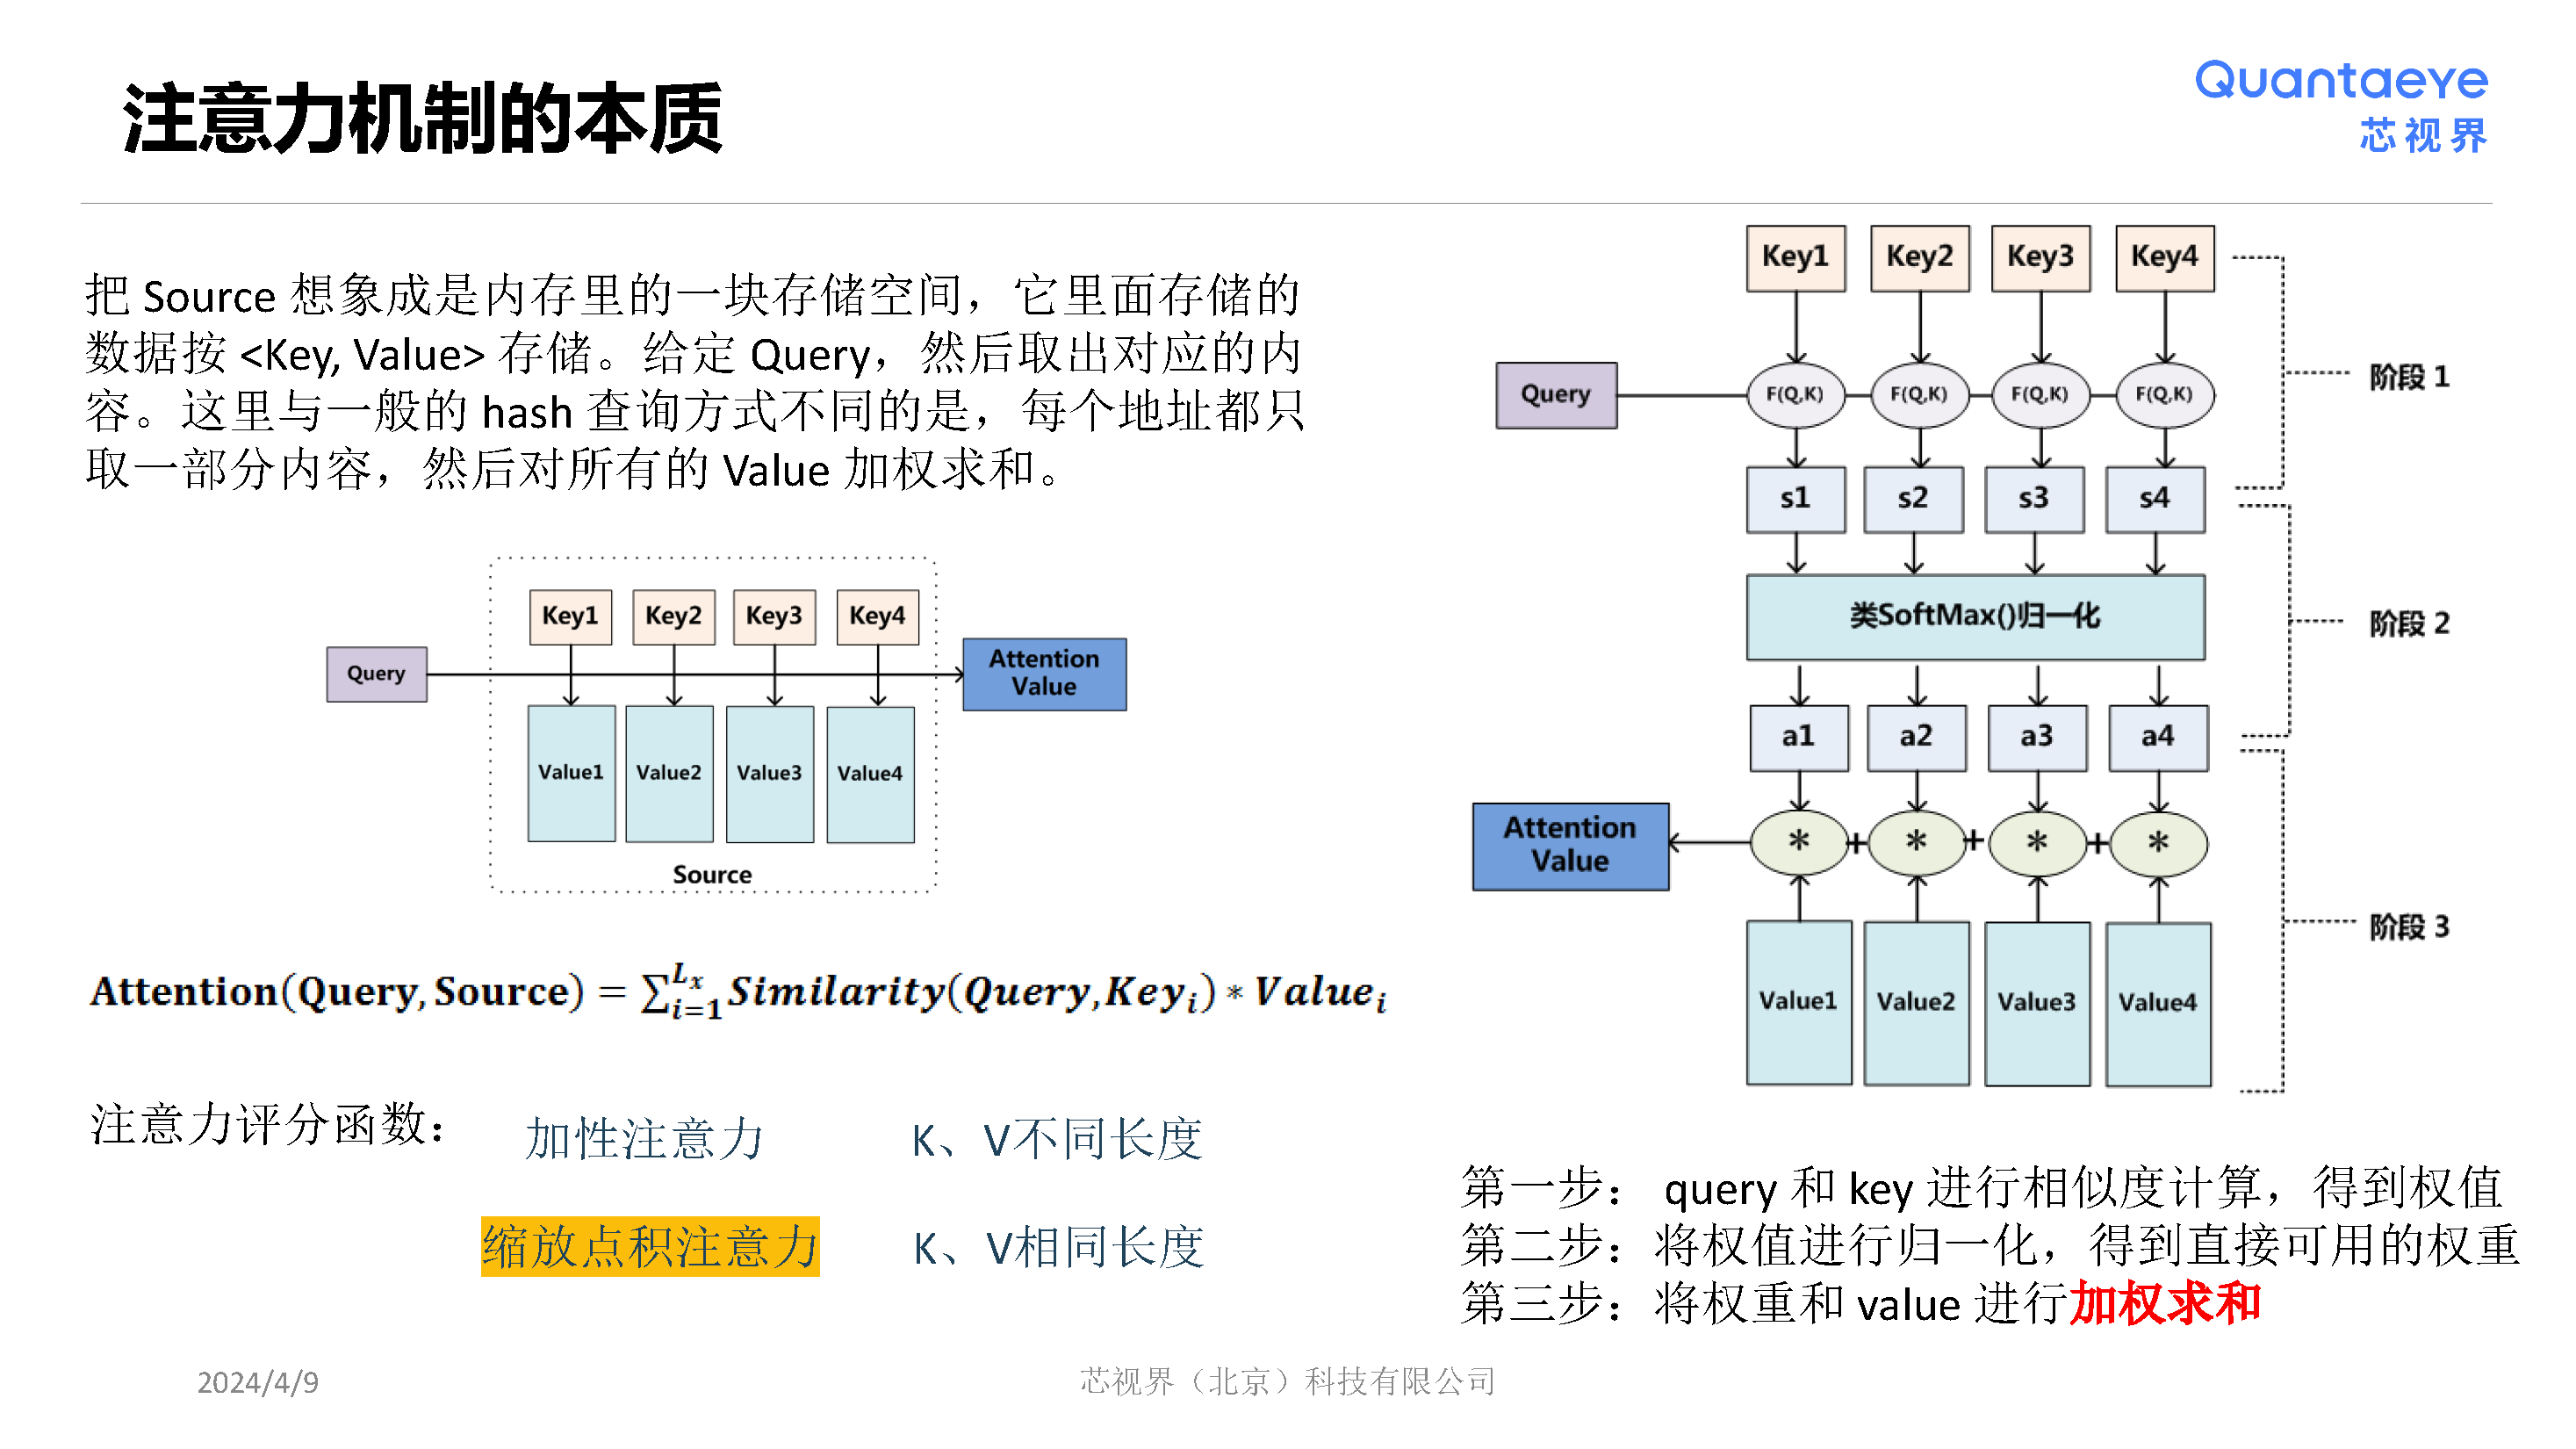 注意力机制的本质
Quantaeye
芯视界
把 Source 想象成是内存里的一块存储空间，它里面存储的
数据按 <Key, Value> 存储。给定 Query，然后取出对应的内
容。这里与一般的 hash 查询方式不同的是，每个地址都只
取一部分内容，然后对所有的 Value 加权求和。
Key1 Key2 Key3 Key4
Query
Attention
Value
Value1 Value2 Value3 Value4
Source
Attention(Query,Source) = ∑_{i=1}^{L_x} Similarity(Query,Key_i) * Value_i
注意力评分函数：
加性注意力 K、V不同长度
缩放点积注意力 K、V相同长度
Key1 Key2 Key3 Key4
阶段 1
Query F(Q,K) F(Q,K) F(Q,K) F(Q,K)
s1 s2 s3 s4
类SoftMax()归一化 阶段 2
a1 a2 a3 a4
Attention
Value
* + * + * + *
阶段 3
Value1 Value2 Value3 Value4
第一步： query 和 key 进行相似度计算，得到权值
第二步：将权值进行归一化，得到直接可用的权重
第三步：将权重和 value 进行加权求和
2024/4/9
芯视界（北京）科技有限公司